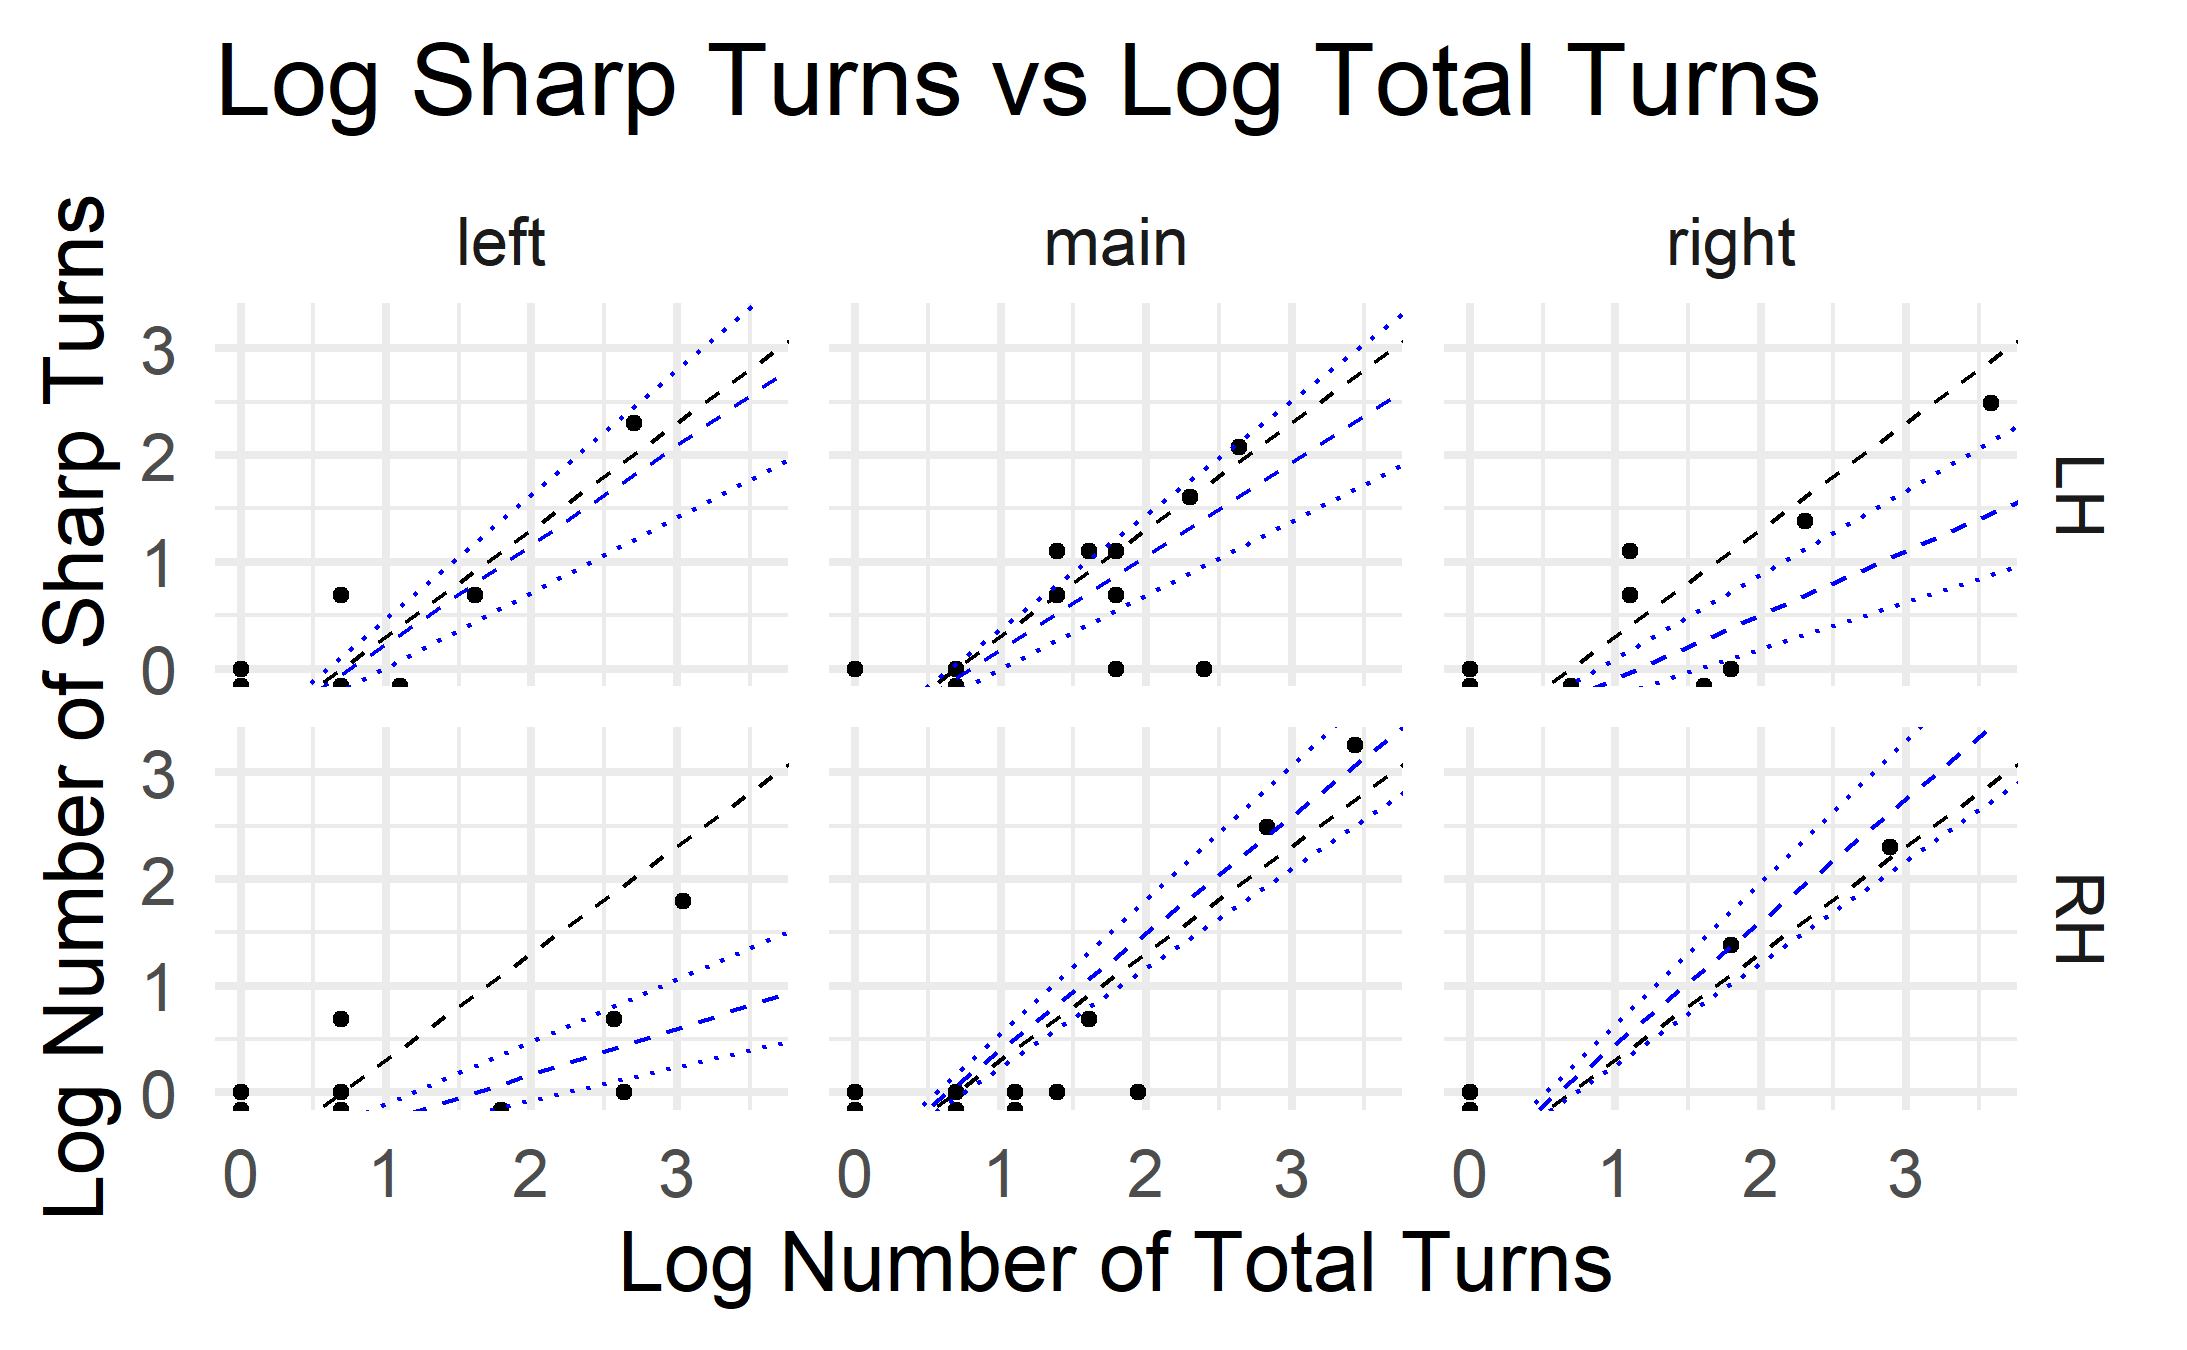 Log Sharp Turns vs Log Total Turns
left main right
Log Number of Sharp Turns
3
2
1
0
LH
3
2
1
0
RH
0 1 2 3 0 1 2 3 0 1 2 3
Log Number of Total Turns